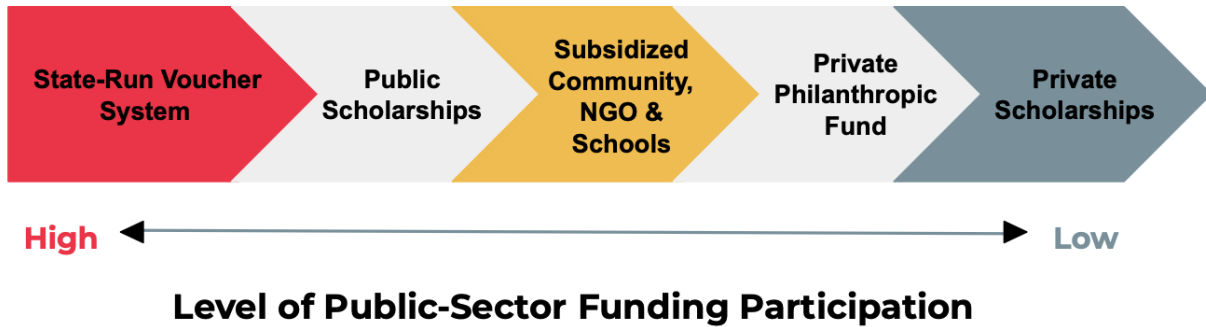 State-Run Voucher
System
Public
Scholarships
Subsidized
Community,
NGO &
Schools
Private
Philanthropic
Fund
Private
Scholarships
High
Low
Level of Public-Sector Funding Participation